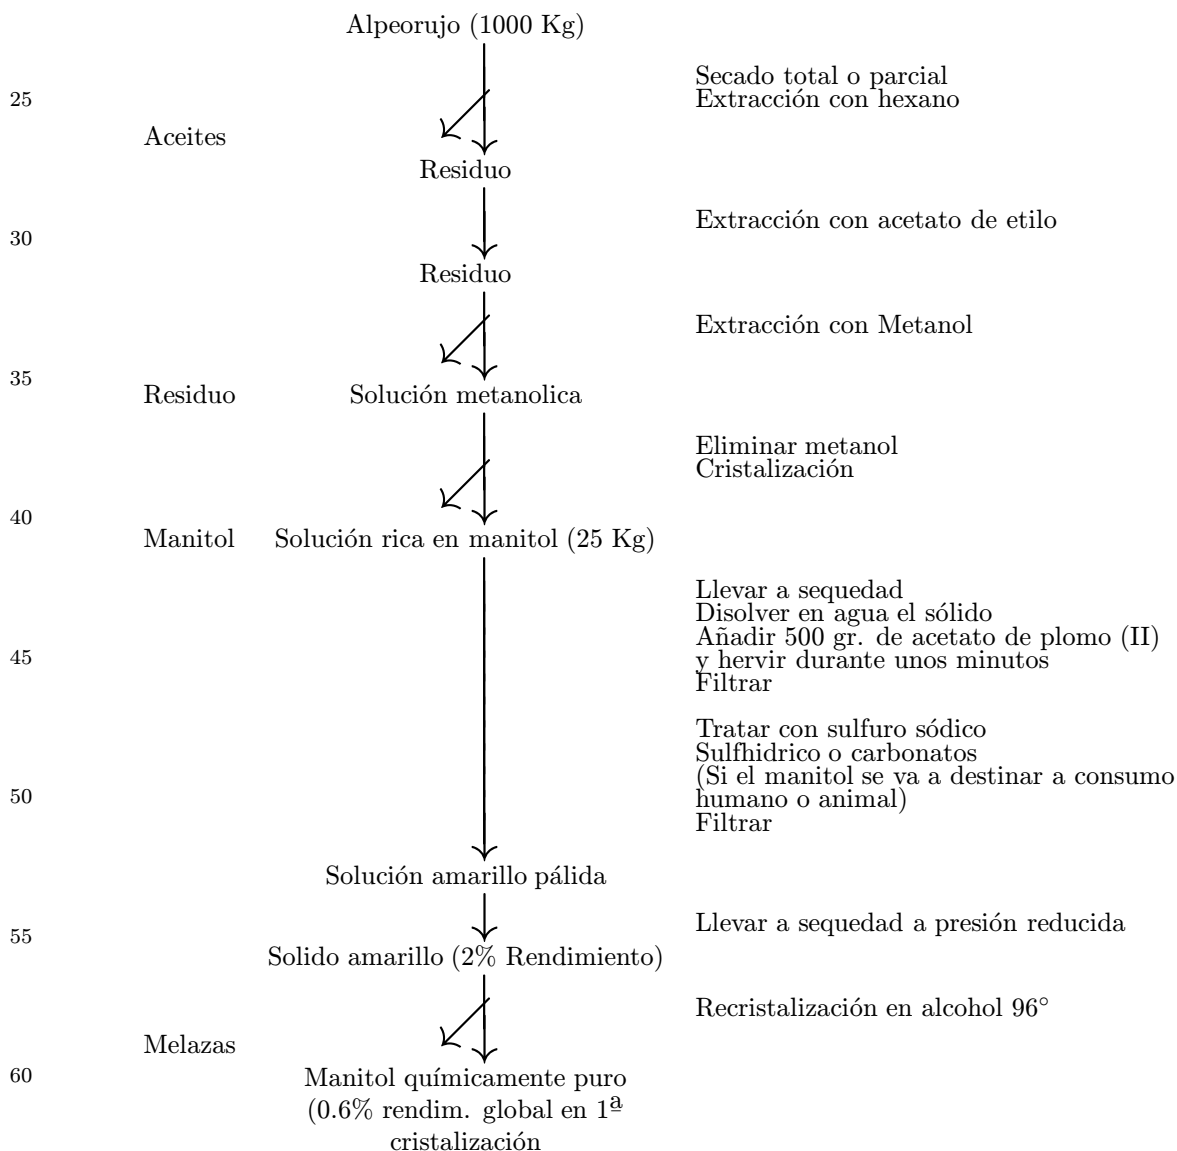 Alpeorujo (1000 Kg)
Secado total o parcial
25
Extracción con hexano
Aceites
Residuo
Extracción con acetato de etilo
30
Residuo
Extracción con Metanol
35
Residuo
Solución metanolica
Eliminar metanol
Cristalización
40
Manitol
Solución rica en manitol (25 Kg)
Llevar a sequedad
Disolver en agua el sólido
Añadir 500 gr. de acetato de plomo (II)
45
y hervir durante unos minutos
Filtrar
Tratar con sulfuro sódico
Sulfhidrico o carbonatos
(Si el manitol se va a destinar a consumo
50
humano o animal)
Filtrar
Solución amarillo pálida
Llevar a sequedad a presión reducida
55
Solido amarillo (2% Rendimiento)
Recristalización en alcohol 96°
Melazas
60
Manitol químicamente puro
(0.6% rendim. global en 1ª
cristalización